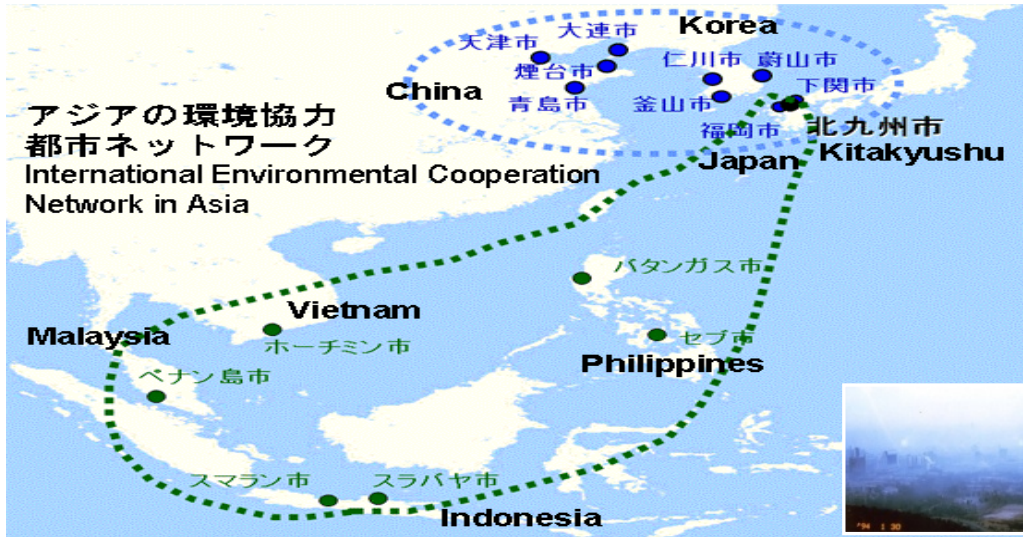 Korea
大連市
天津市
仁川市
蔚山市
煙台市
下関市
China
青島市
釜山市
アジアの環境協力
福岡市
北九州市
都市ネットワーク
Japan
Kitakyushu
International Environmental Cooperation
Network in Asia
バタンガス市
Vietnam
Malaysia
ホーチミン市
セブ市
Philippines
ペナン島市
スマラン市
スラバヤ市
Indonesia
'94 1 30